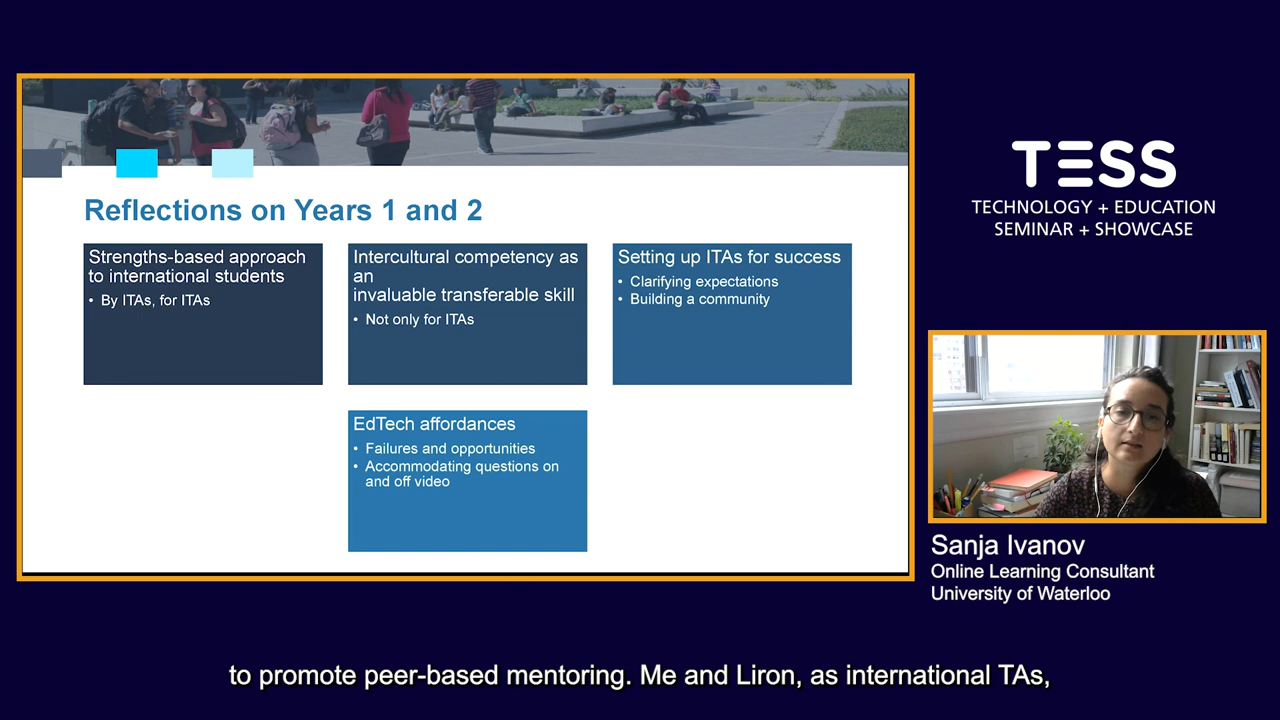 Reflections on Years 1 and 2
Strengths-based approach
to international students
• By ITAs, for ITAs
Intercultural competency as
an
invaluable transferable skill
• Not only for ITAs
Setting up ITAs for success
• Clarifying expectations
• Building a community
EdTech affordances
• Failures and opportunities
• Accommodating questions on
and off video
TESS
TECHNOLOGY + EDUCATION
SEMINAR + SHOWCASE
Sanja Ivanov
Online Learning Consultant
University of Waterloo
to promote peer-based mentoring. Me and Liron, as international TAs,